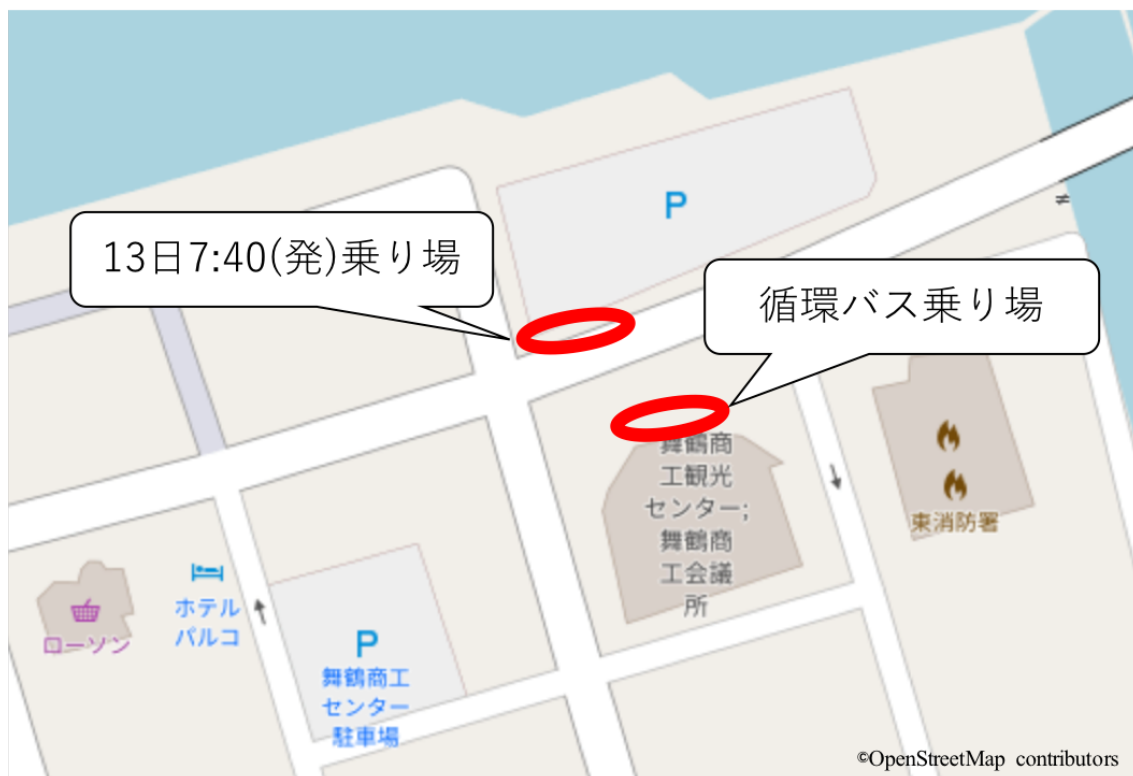 P
13日7:40(発)乗り場
循環バス乗り場
舞鶴商
工観光
センター;
舞鶴商
工会議
所
東消防署
ホテル
パルコ
ローソン
P
舞鶴商工
センター
駐車場
©OpenStreetMap contributors